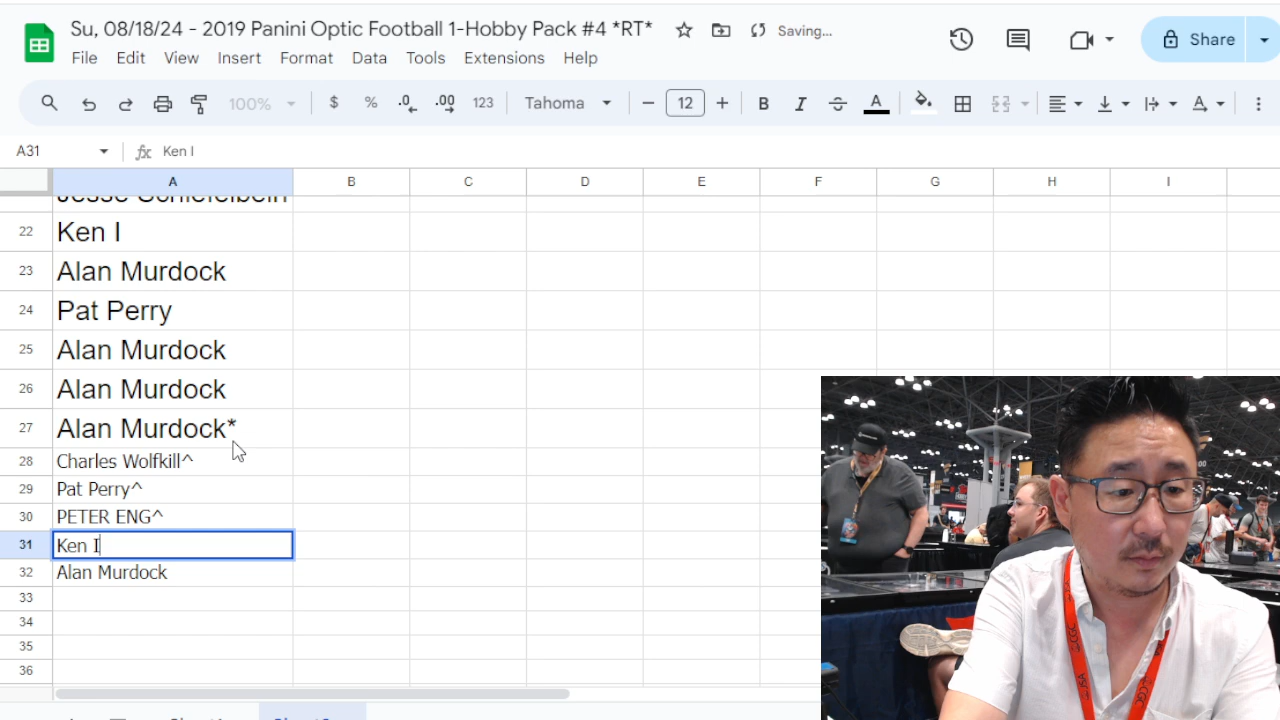 Su, 08/18/24 - 2019 Panini Optic Football 1-Hobby Pack #4 *RT* Saving...
File Edit View Insert Format Data Tools Extensions Help
Share
100% $ % .0 .00 123 Tahoma 12 B I A
A31 fx Ken I
A B C D E F G H I
22 Ken I
23 Alan Murdock
24 Pat Perry
25 Alan Murdock
26 Alan Murdock
27 Alan Murdock*
28 Charles Wolfkill^
29 Pat Perry^
30 PETER ENG^
31 Ken I
32 Alan Murdock
33
34
35
36